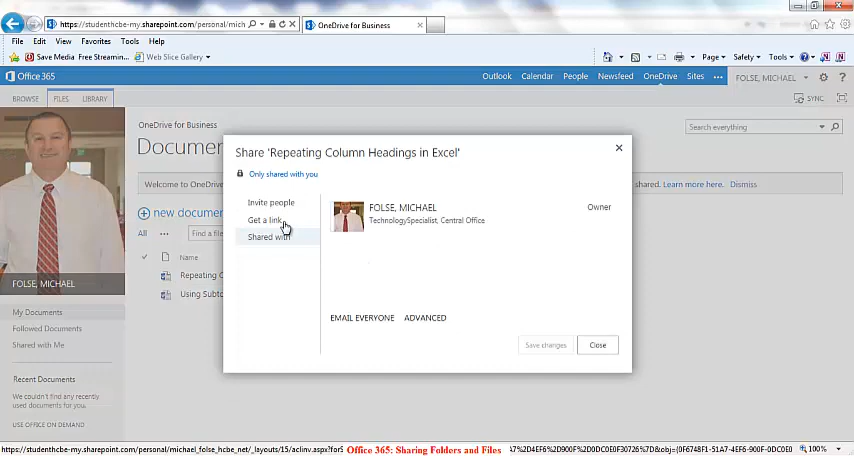 https://studenthcbe-my.sharepoint.com/personal/mich
OneDrive for Business
File Edit View Favorites Tools Help
Save Media Free Streamin... Web Slice Gallery
Page Safety Tools
Office 365
Outlook Calendar People Newsfeed OneDrive Sites ... FOLSE, MICHAEL
BROWSE FILES LIBRARY
SYNC
OneDrive for Business
Search everything
Share 'Repeating Column Headings in Excel'
Only shared with you
Welcome to OneDriv
shared. Learn more here. Dismiss
new documen
Invite people
Get a link
Shared with
FOLSE, MICHAEL
TechnologySpecialist, Central Office
Owner
All ... Find a file
Name
Repeating C
Using Subto
FOLSE, MICHAEL
My Documents
Followed Documents
Shared with Me
Recent Documents
We couldn't find any recently
used documents for you.
USE OFFICE ON DEMAND
EMAIL EVERYONE ADVANCED
Save changes Close
https://studenthcbe-my.sharepoint.com/personal/michael_folse_hcbe_net/_layouts/15/aclinv.aspx?forS
Office 365: Sharing Folders and Files
100%